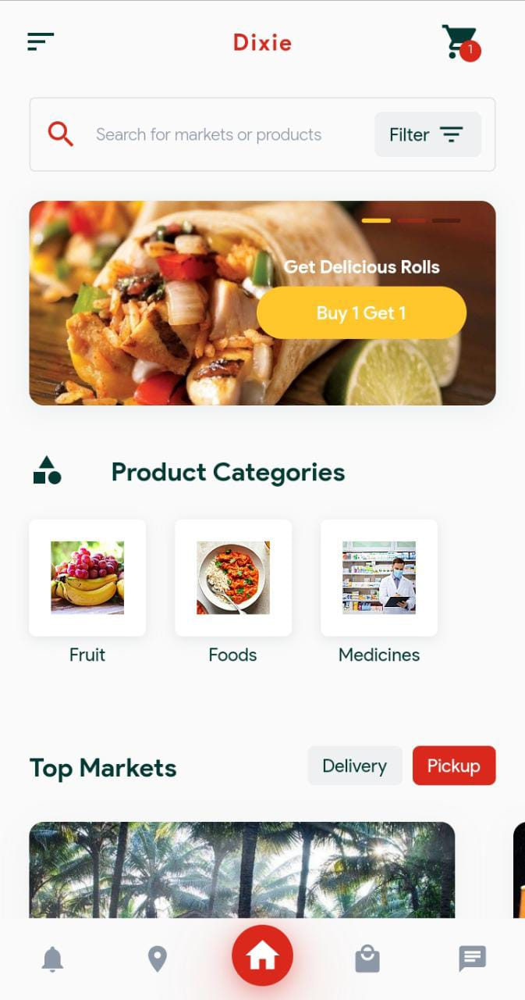 Dixie
1
Search for markets or products
Filter
Get Delicious Rolls
Buy 1 Get 1
Product Categories
Fruit
Foods
Medicines
Top Markets
Delivery
Pickup